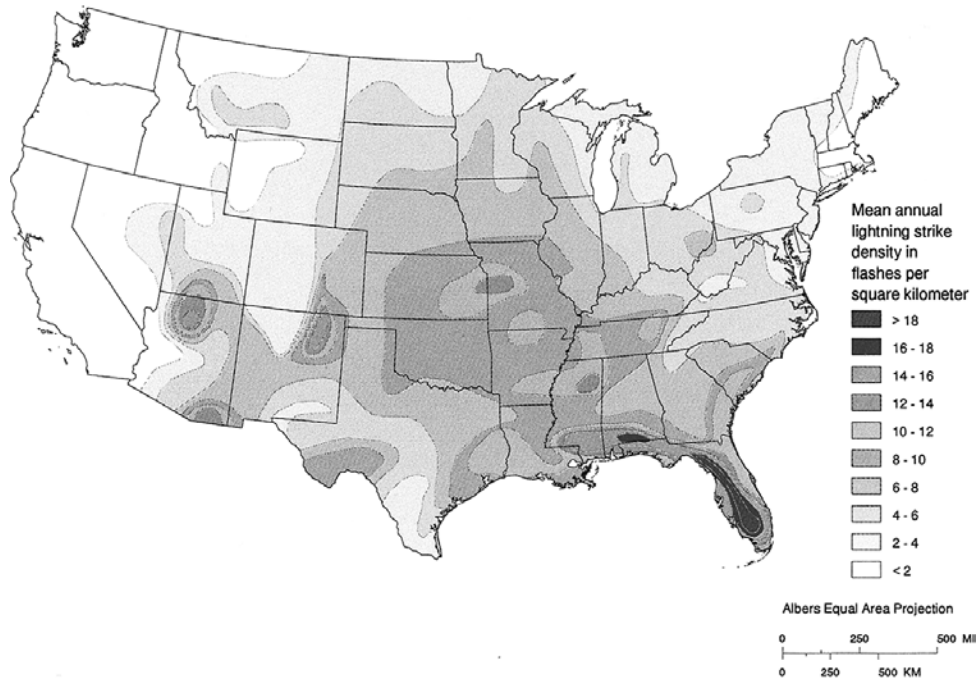 Mean annual
lightning strike
density in
flashes per
square kilometer
> 18
16 - 18
14 - 16
12 - 14
10 - 12
8 - 10
6 - 8
4 - 6
2 - 4
< 2
Albers Equal Area Projection
0 250 500 MI
0 250 500 KM